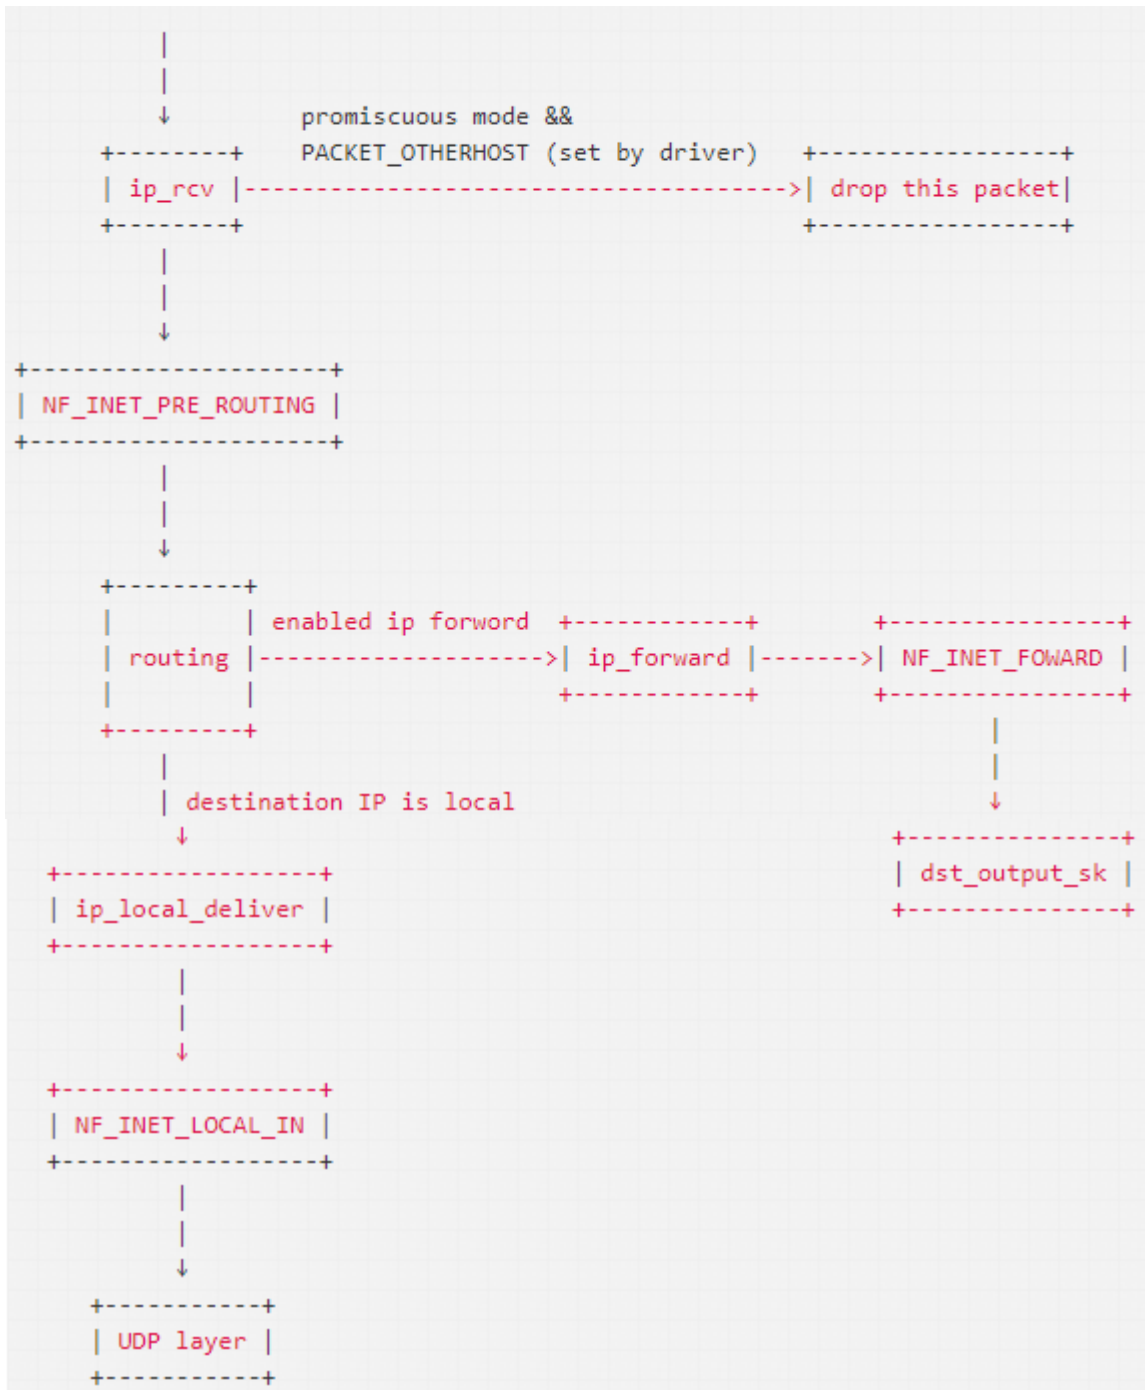 promiscuous mode &&
PACKET_OTHERHOST (set by driver)
ip_rcv
drop this packet
NF_INET_PRE_ROUTING
enabled ip forword
routing
ip_forward
NF_INET_FOWARD
destination IP is local
dst_output_sk
ip_local_deliver
NF_INET_LOCAL_IN
UDP layer